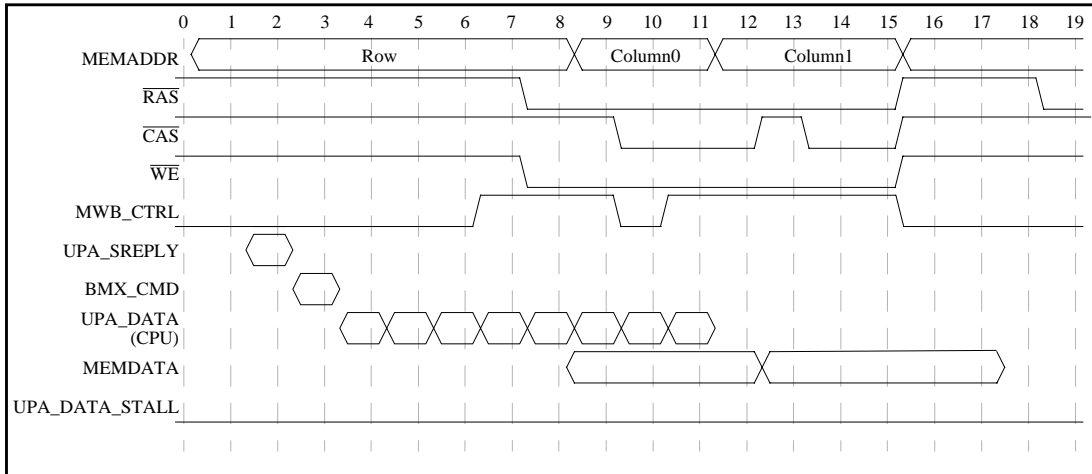 0 1 2 3 4 5 6 7 8 9 10 11 12 13 14 15 16 17 18 19
MEMADDR Row Column0 Column1
RAS
CAS
WE
MWB_CTRL
UPA_SREPLY
BMX_CMD
UPA_DATA
(CPU)
MEMDATA
UPA_DATA_STALL